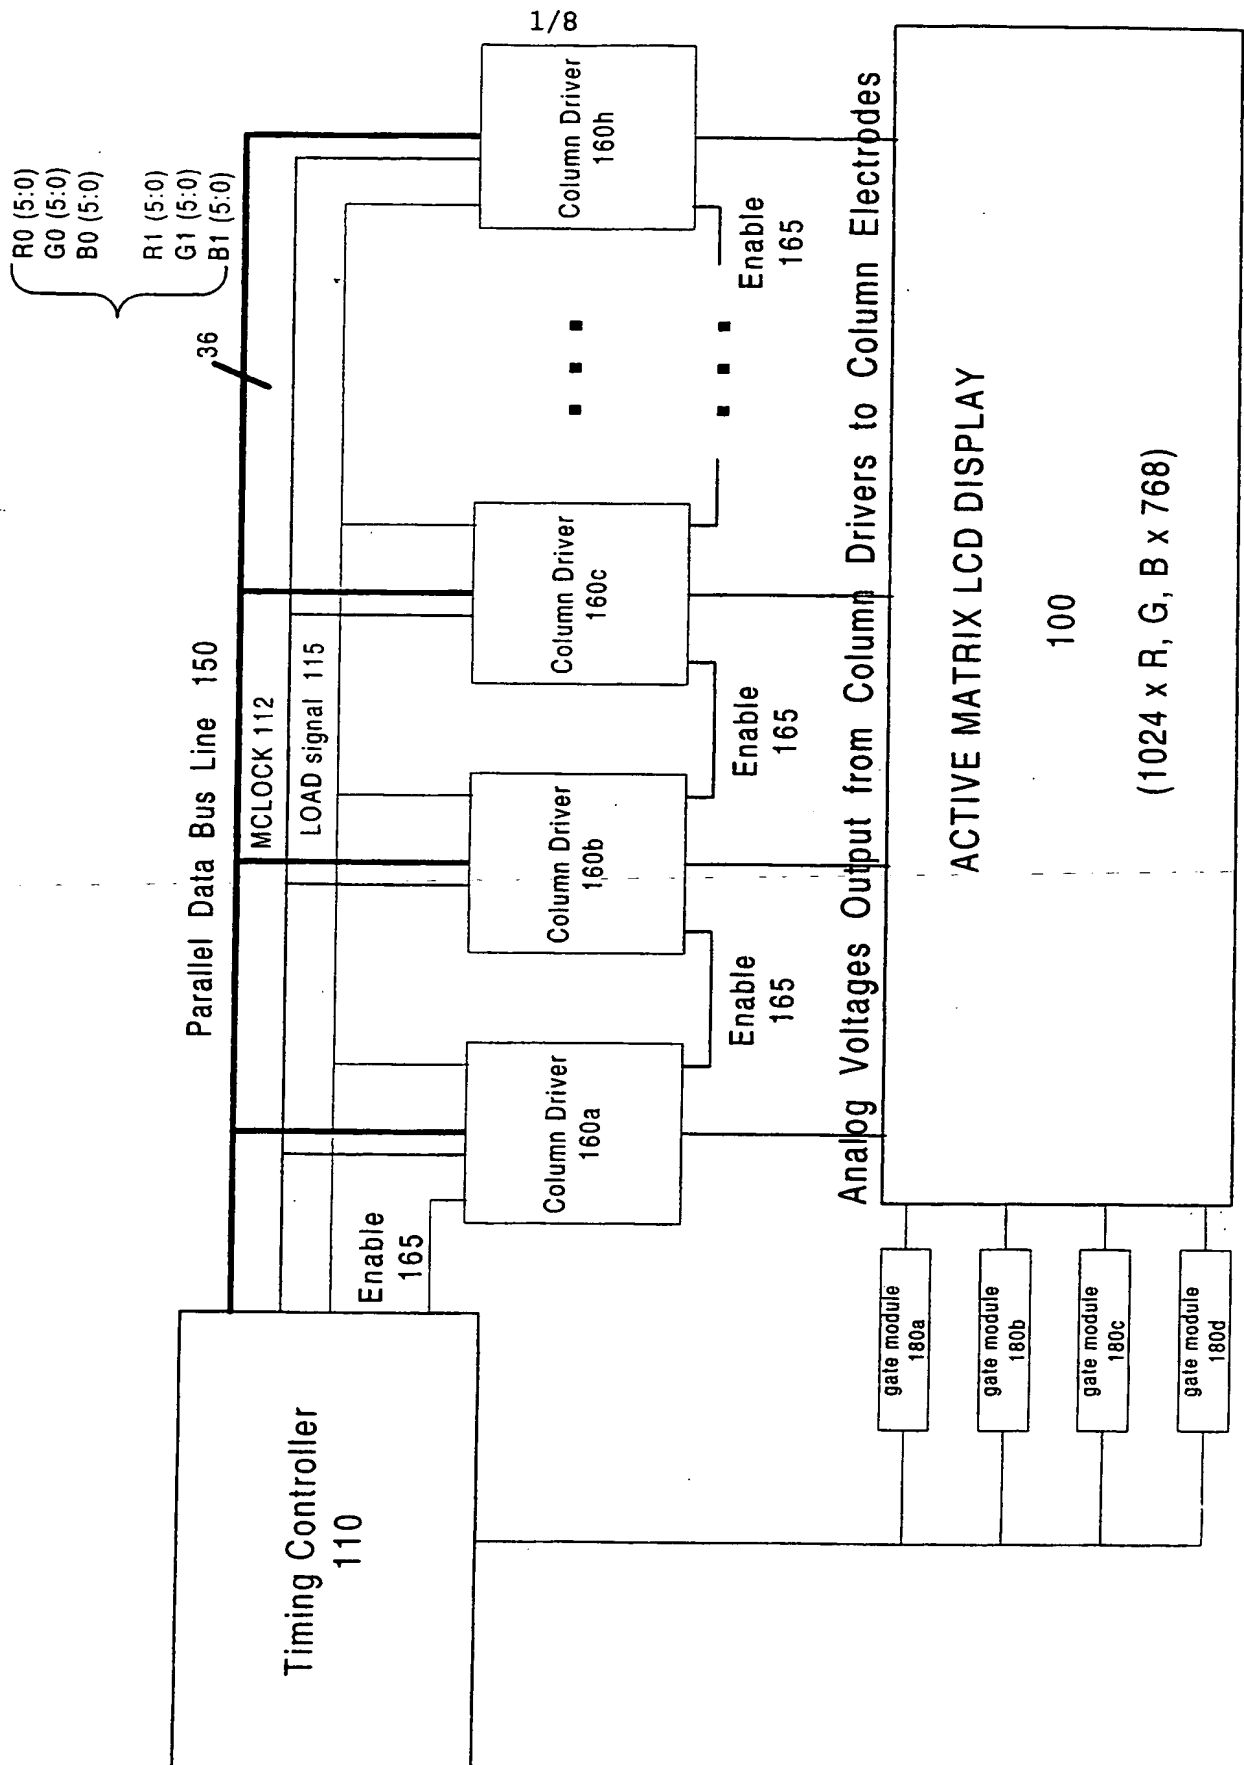 1/8
R0 (5:0)
G0 (5:0)
B0 (5:0)
R1 (5:0)
G1 (5:0)
B1 (5:0)
36
Parallel Data Bus Line 150
MCLOCK 112
LOAD signal 115
Timing Controller
110
Enable
165
Column Driver
160a
Enable
165
Column Driver
160b
Enable
165
Column Driver
160c
Enable
165
Column Driver
160h
Analog Voltages Output from Column Drivers to Column Electrodes
gate module
180a
gate module
180b
gate module
180c
gate module
180d
ACTIVE MATRIX LCD DISPLAY
100
(1024 x R, G, B x 768)